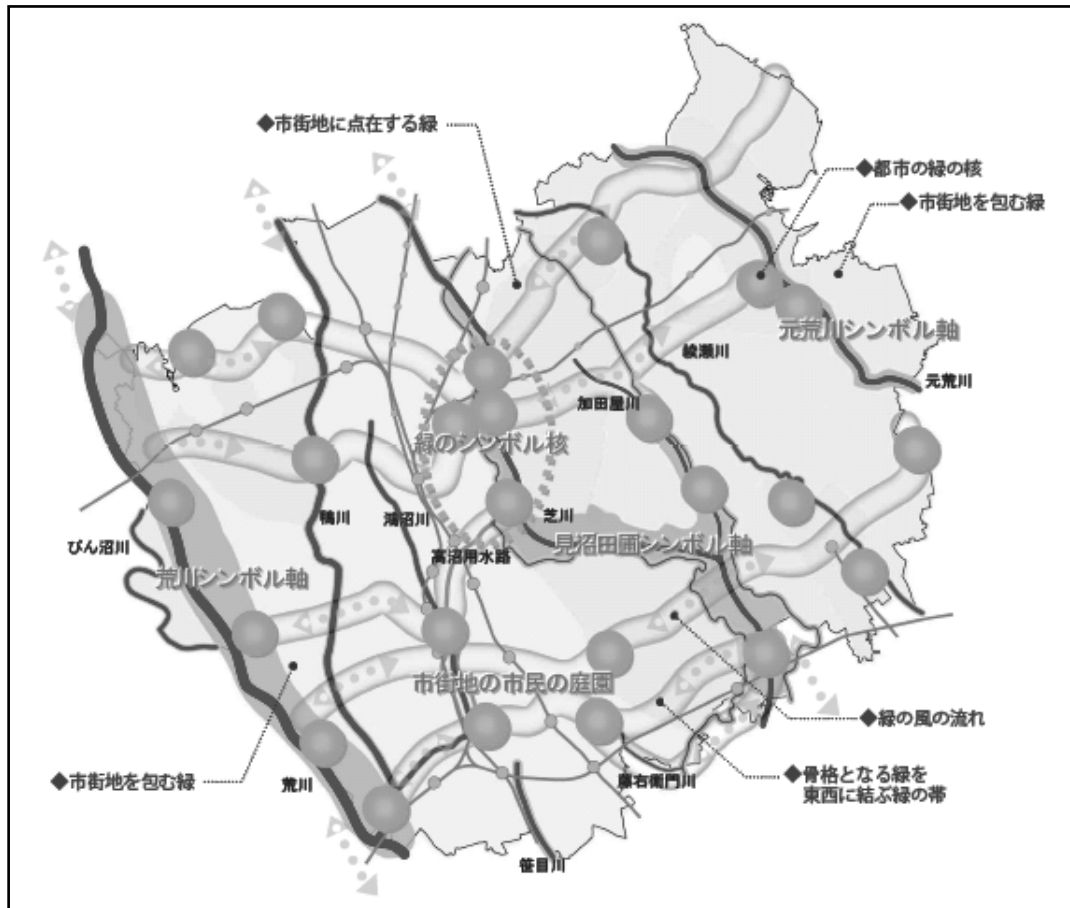 ◆市街地に点在する緑
◆都市の緑の核
◆市街地を包む緑
元荒川シンボル軸
綾瀬川
元荒川
加田屋川
緑のシンボル核
鴨川
鴻沼川
芝川
びん沼川
高沼用水路
見沼田圃シンボル軸
荒川シンボル軸
市街地の市民の庭園
◆緑の風の流れ
◆市街地を包む緑
荒川
藤右衛門川
◆骨格となる緑を
東西に結ぶ緑の帯
笹目川